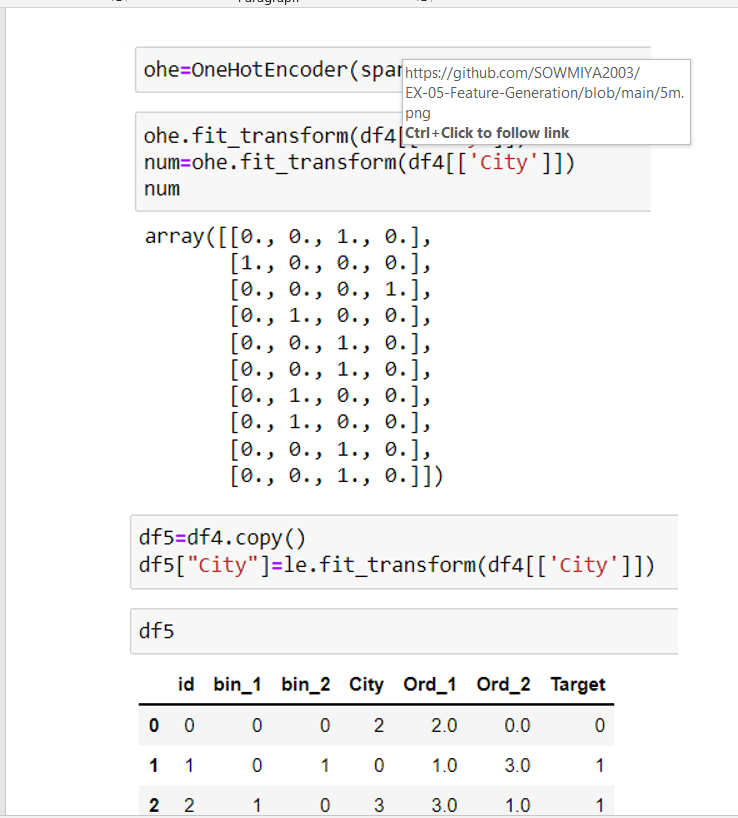 Paragraph
ohe=OneHotEncoder(spar
https://github.com/SOWMIYA2003/
EX-05-Feature-Generation/blob/main/5m.
png
Ctrl+Click to follow link
ohe.fit_transform(df4[[
num=ohe.fit_transform(df4[['City']])
num
array([[0., 0., 1., 0.],
[1., 0., 0., 0.],
[0., 0., 0., 1.],
[0., 1., 0., 0.],
[0., 0., 1., 0.],
[0., 0., 1., 0.],
[0., 1., 0., 0.],
[0., 1., 0., 0.],
[0., 0., 1., 0.],
[0., 0., 1., 0.]])
df5=df4.copy()
df5["City"]=le.fit_transform(df4[['City']])
df5
id bin_1 bin_2 City Ord_1 Ord_2 Target
0 0 0 0 2 2.0 0.0 0
1 1 0 1 0 1.0 3.0 1
2 2 1 0 3 3.0 1.0 1